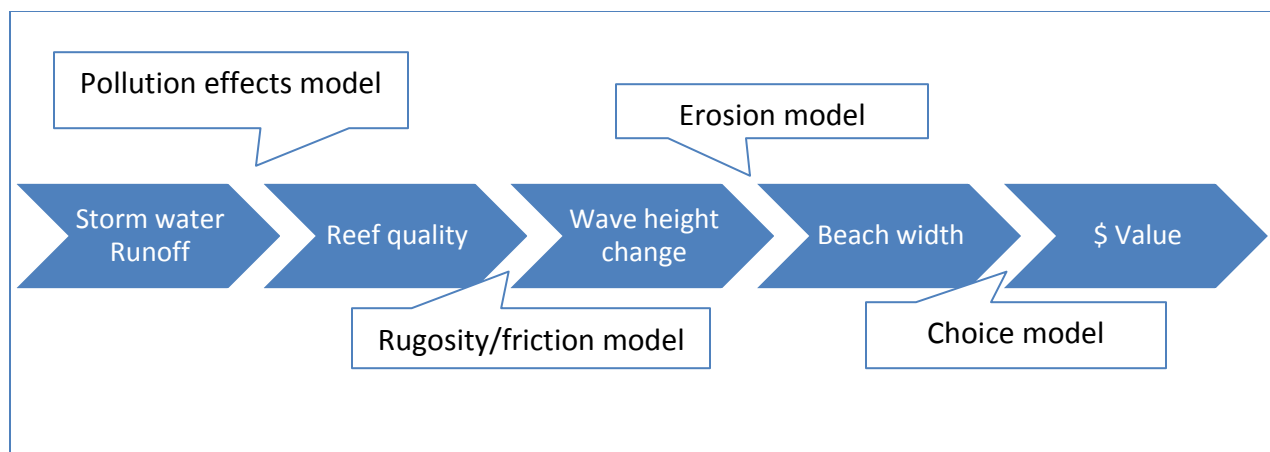 Pollution effects model
Erosion model
Storm water
Runoff
Reef quality
Wave height
change
Beach width
$ Value
Rugosity/friction model
Choice model